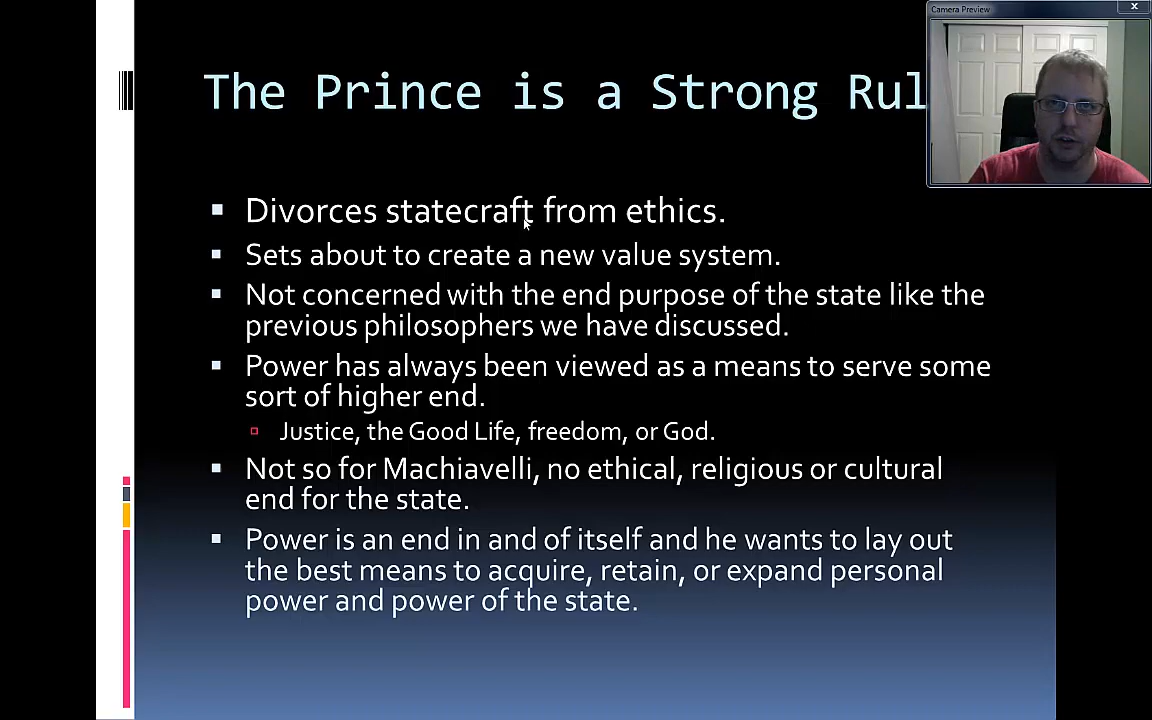 Camera Preview
The Prince is a Strong Rul
Divorces statecraft from ethics.
Sets about to create a new value system.
Not concerned with the end purpose of the state like the
previous philosophers we have discussed.
Power has always been viewed as a means to serve some
sort of higher end.
Justice, the Good Life, freedom, or God.
Not so for Machiavelli, no ethical, religious or cultural
end for the state.
Power is an end in and of itself and he wants to lay out
the best means to acquire, retain, or expand personal
power and power of the state.